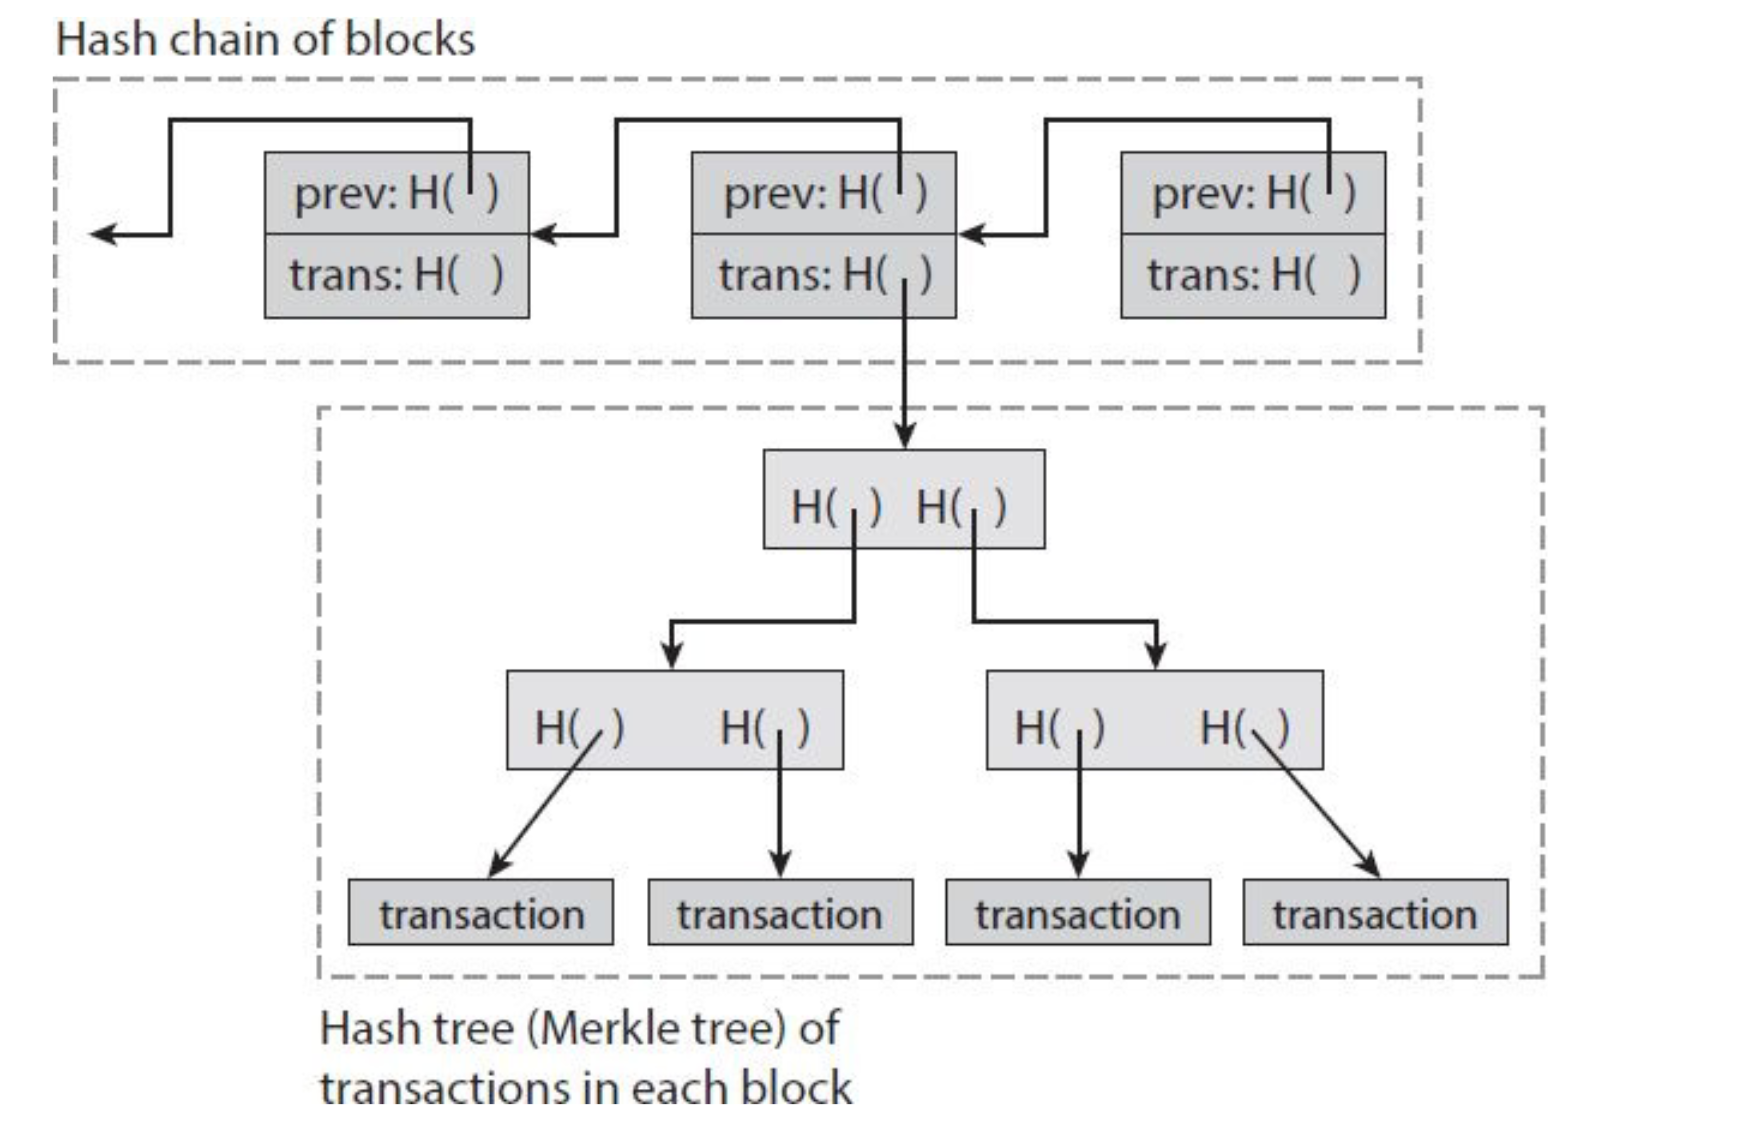 Hash chain of blocks
prev: H( )
prev: H( )
prev: H( )
trans: H( )
trans: H( )
trans: H( )
H( ) H( )
H( ) H( )
H( ) H( )
transaction
transaction
transaction
transaction
Hash tree (Merkle tree) of
transactions in each block